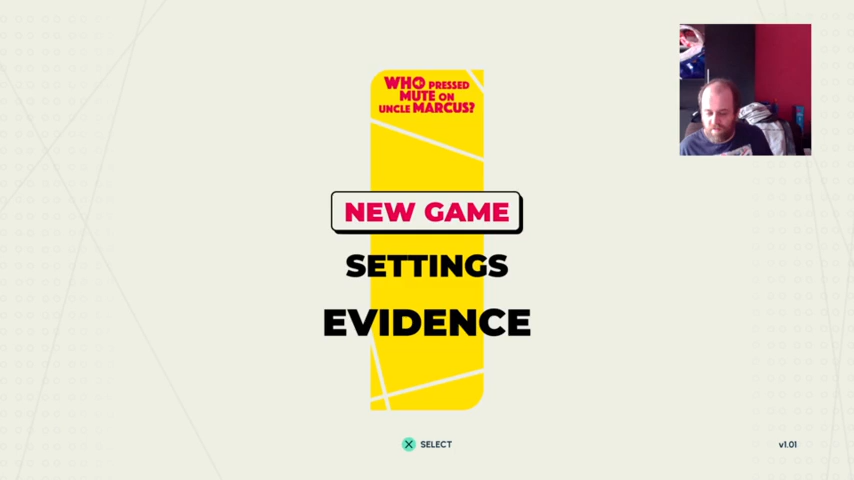 WHO PRESSED
MUTE ON
UNCLE MARCUS?
NEW GAME
SETTINGS
EVIDENCE
SELECT
v1.01